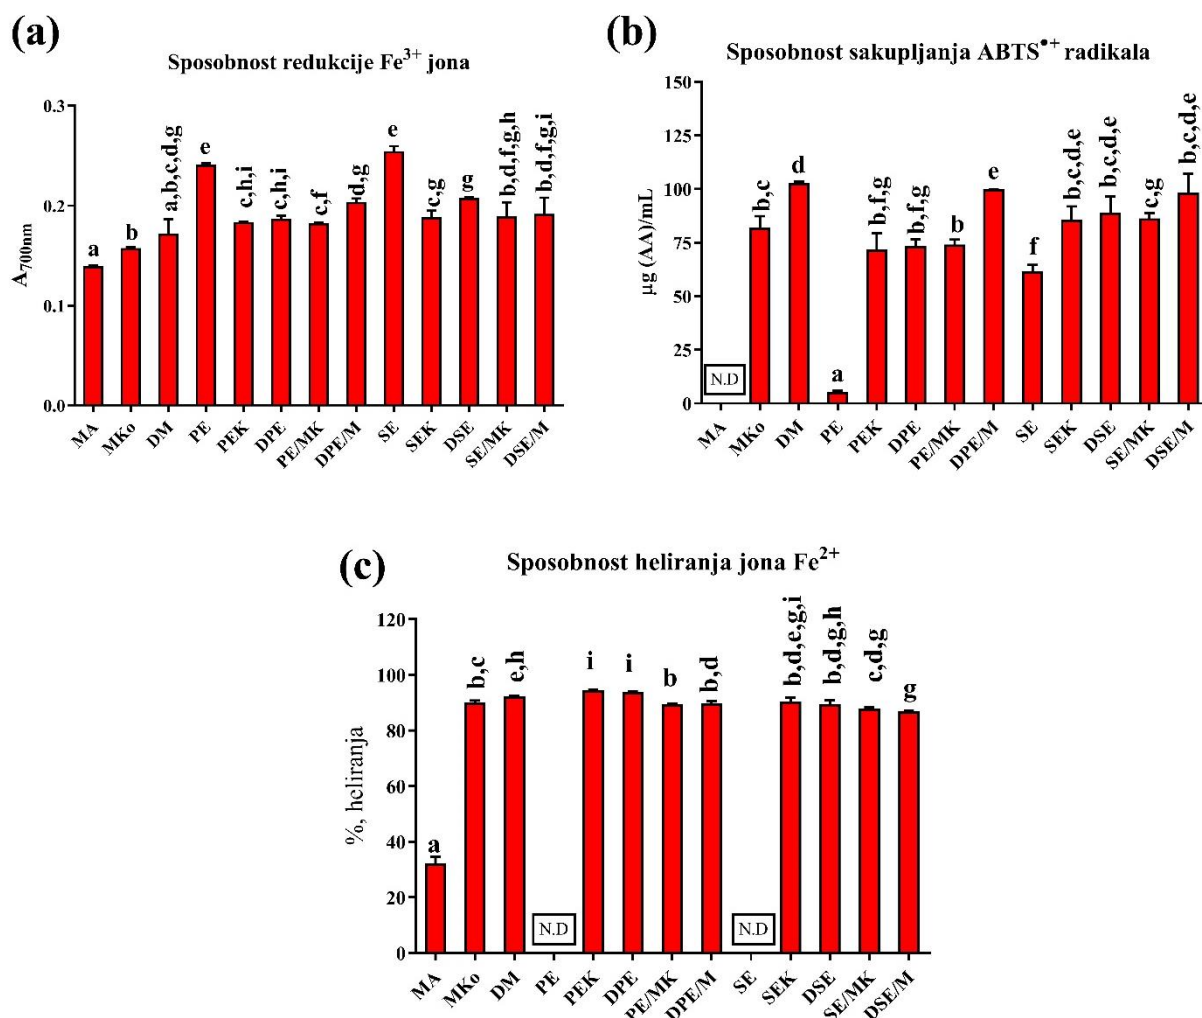 (a)
Sposobnost redukcije Fe³⁺ jona
A₇₀₀ₙₘ
0.3
0.2
0.1
0.0
a
b
a,b,c,d,g
e
c,h,i
c,h,i
c,f
d,g
e
c,g
g
b,d,f,g,h
b,d,f,g,i
MA
MKo
DM
PE
PEK
DPE
PE/MK
DPE/M
SE
SEK
DSE
SE/MK
DSE/M
(b)
Sposobnost sakupljanja ABTS•⁺ radikala
µg (AA)/mL
150
125
100
75
50
25
0
N.D
b,c
d
a
b,f,g
b,f,g
b
e
f
b,c,d,e
b,c,d,e
c,g
b,c,d,e
MA
MKo
DM
PE
PEK
DPE
PE/MK
DPE/M
SE
SEK
DSE
SE/MK
DSE/M
(c)
Sposobnost heliranja jona Fe²⁺
%, heliranja
120
100
80
60
40
20
0
a
b,c
e,h
N.D
i
i
b
b,d
N.D
b,d,e,g,i
b,d,g,h
c,d,g
g
MA
MKo
DM
PE
PEK
DPE
PE/MK
DPE/M
SE
SEK
DSE
SE/MK
DSE/M